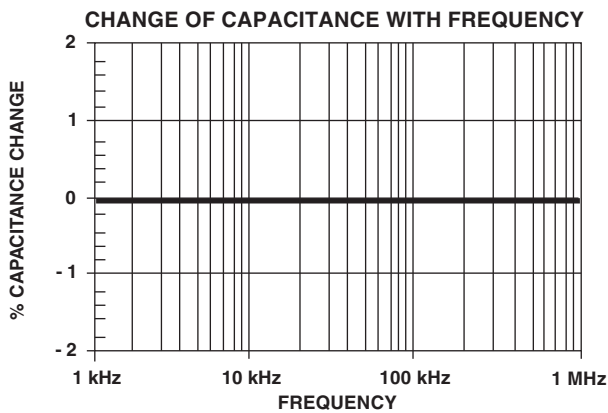 CHANGE OF CAPACITANCE WITH FREQUENCY
% CAPACITANCE CHANGE
2
1
0
- 1
- 2
1 kHz
10 kHz
100 kHz
1 MHz
FREQUENCY